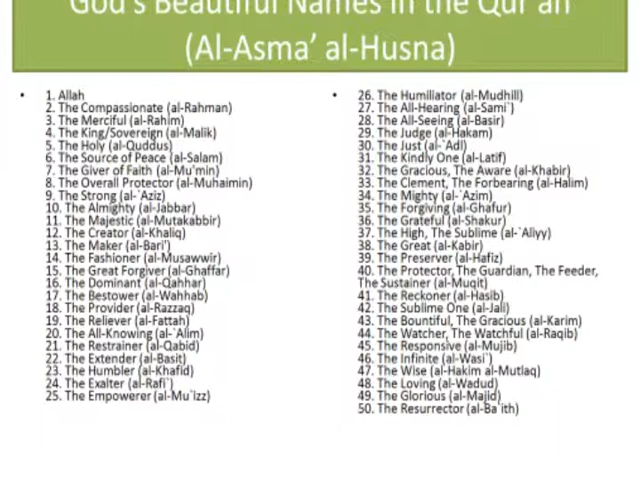 God's Beautiful Names in the Qur'an
(Al-Asma' al-Husna)
1. Allah
2. The Compassionate (al-Rahman)
3. The Merciful (al-Rahim)
4. The King/Sovereign (al-Malik)
5. The Holy (al-Quddus)
6. The Source of Peace (al-Salam)
7. The Giver of Faith (al-Mu'min)
8. The Overall Protector (al-Muhaimin)
9. The Strong (al-`Aziz)
10. The Almighty (al-Jabbar)
11. The Majestic (al-Mutakabbir)
12. The Creator (al-Khaliq)
13. The Maker (al-Bari')
14. The Fashioner (al-Musawwir)
15. The Great Forgiver (al-Ghaffar)
16. The Dominant (al-Qahhar)
17. The Bestower (al-Wahhab)
18. The Provider (al-Razzaq)
19. The Reliever (al-Fattah)
20. The All-Knowing (al-`Alim)
21. The Restrainer (al-Qabid)
22. The Extender (al-Basit)
23. The Humbler (al-Khafid)
24. The Exalter (al-Rafi`)
25. The Empowerer (al-Mu`izz)
26. The Humiliator (al-Mudhill)
27. The All-Hearing (al-Sami`)
28. The All-Seeing (al-Basir)
29. The Judge (al-Hakam)
30. The Just (al-`Adl)
31. The Kindly One (al-Latif)
32. The Gracious, The Aware (al-Khabir)
33. The Clement, The Forbearing (al-Halim)
34. The Mighty (al-`Azim)
35. The Forgiving (al-Ghafur)
36. The Grateful (al-Shakur)
37. The High, The Sublime (al-`Aliyy)
38. The Great (al-Kabir)
39. The Preserver (al-Hafiz)
40. The Protector, The Guardian, The Feeder,
The Sustainer (al-Muqit)
41. The Reckoner (al-Hasib)
42. The Sublime One (al-Jali)
43. The Bountiful, The Gracious (al-Karim)
44. The Watcher, The Watchful (al-Raqib)
45. The Responsive (al-Mujib)
46. The Infinite (al-Wasi`)
47. The Wise (al-Hakim al-Mutlaq)
48. The Loving (al-Wadud)
49. The Glorious (al-Majid)
50. The Resurrector (al-Ba`ith)